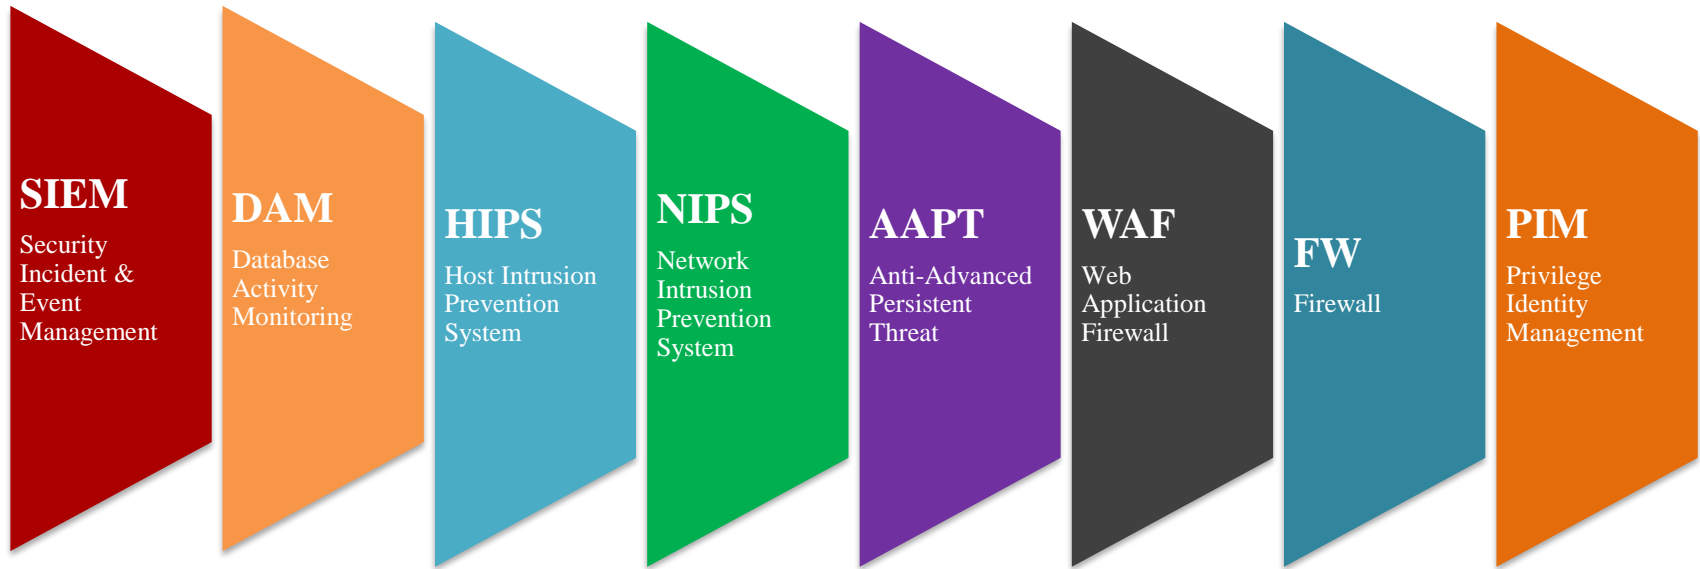 SIEM
Security
Incident &
Event
Management
DAM
Database
Activity
Monitoring
HIPS
Host Intrusion
Prevention
System
NIPS
Network
Intrusion
Prevention
System
AAPT
Anti-Advanced
Persistent
Threat
WAF
Web
Application
Firewall
FW
Firewall
PIM
Privilege
Identity
Management